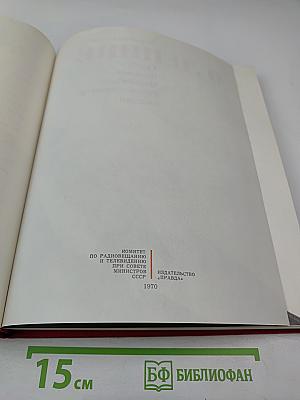 КОМИТЕТ
ПО РАДИОВЕЩАНИЮ
И ТЕЛЕВИДЕНИЮ
ПРИ СОВЕТЕ
МИНИСТРОВ
СССР
ИЗДАТЕЛЬСТВО
«ПРАВДА»
1970
15 см
БФ БИБЛИОФАН